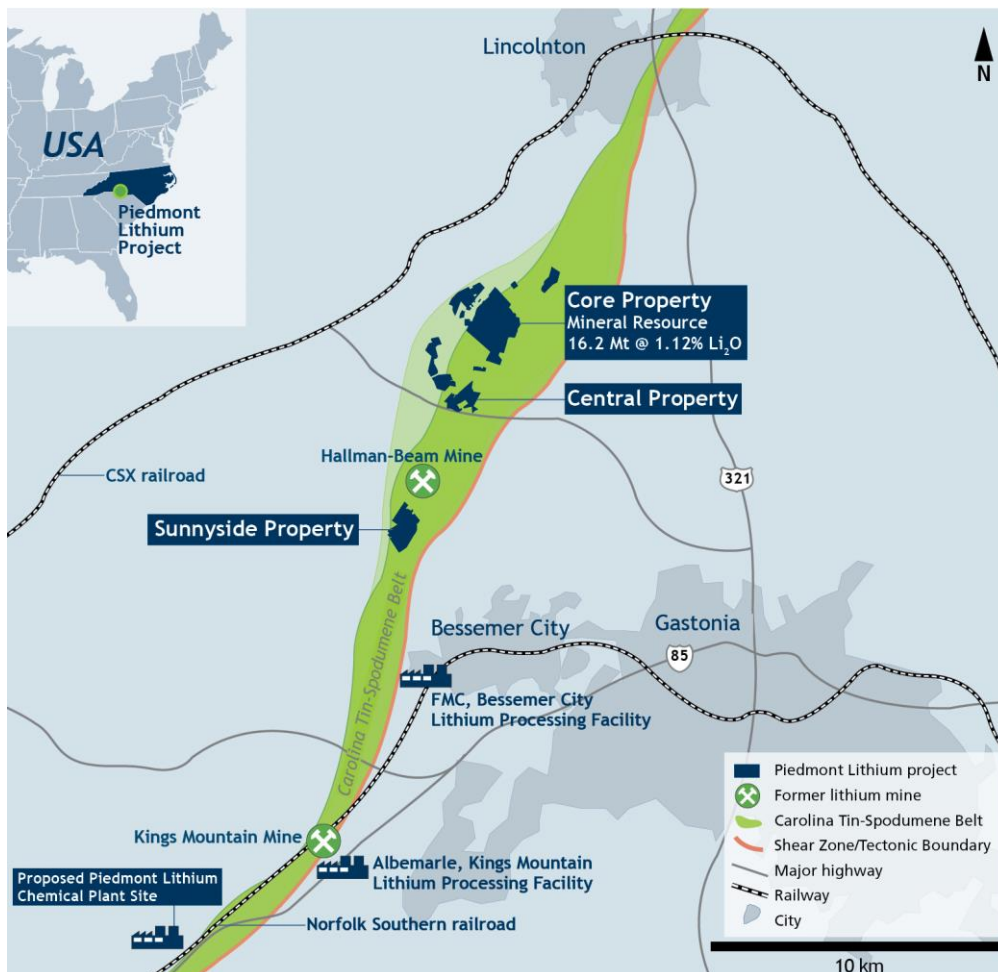 Lincolnton
N
USA
Piedmont
Lithium
Project
Core Property
Mineral Resource
16.2 Mt @ 1.12% Li₂O
Central Property
Hallman-Beam Mine
CSX railroad
321
Sunnyside Property
Carolina Tin-Spodumene Belt
Bessemer City
Gastonia
85
FMC, Bessemer City
Lithium Processing Facility
Kings Mountain Mine
Albemarle, Kings Mountain
Lithium Processing Facility
Proposed Piedmont Lithium
Chemical Plant Site
Norfolk Southern railroad
Piedmont Lithium project
Former lithium mine
Carolina Tin-Spodumene Belt
Shear Zone/Tectonic Boundary
Major highway
Railway
City
10 km